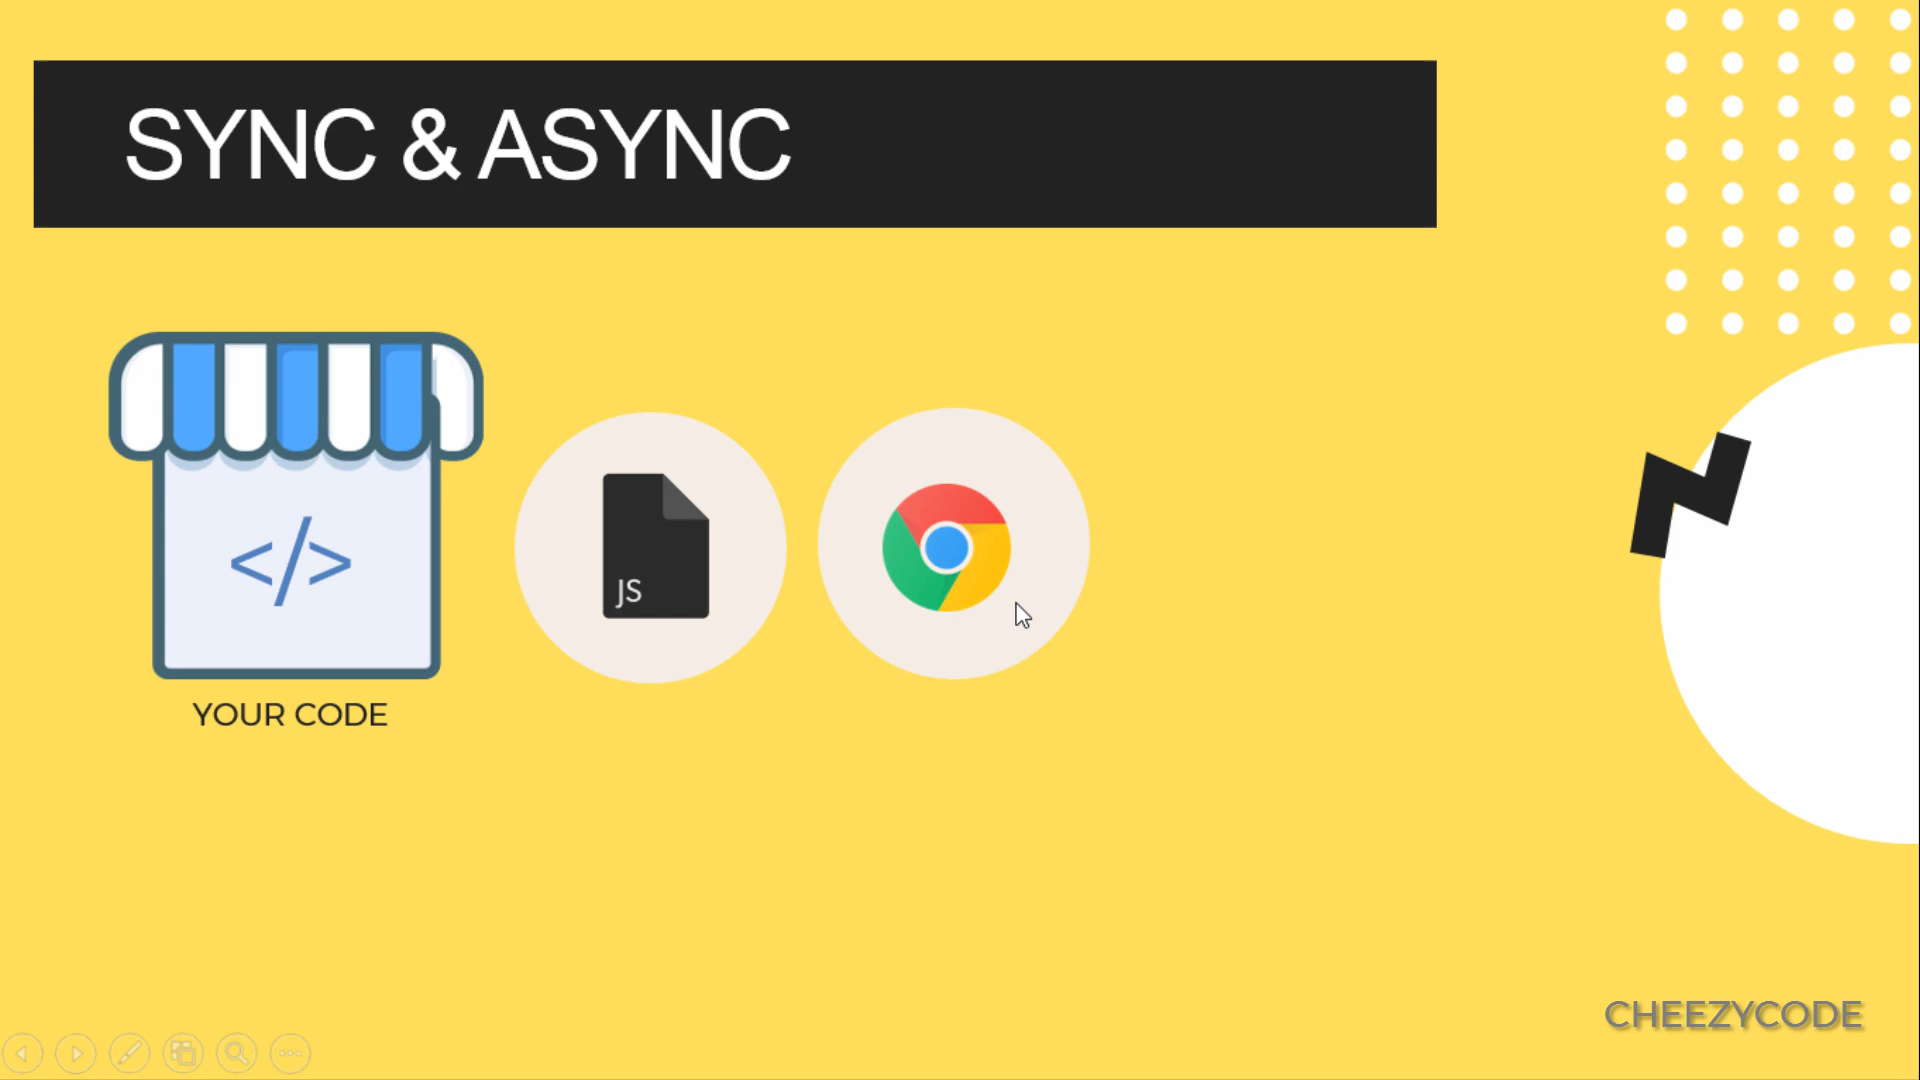 SYNC & ASYNC
</>
JS
YOUR CODE
CHEEZYCODE